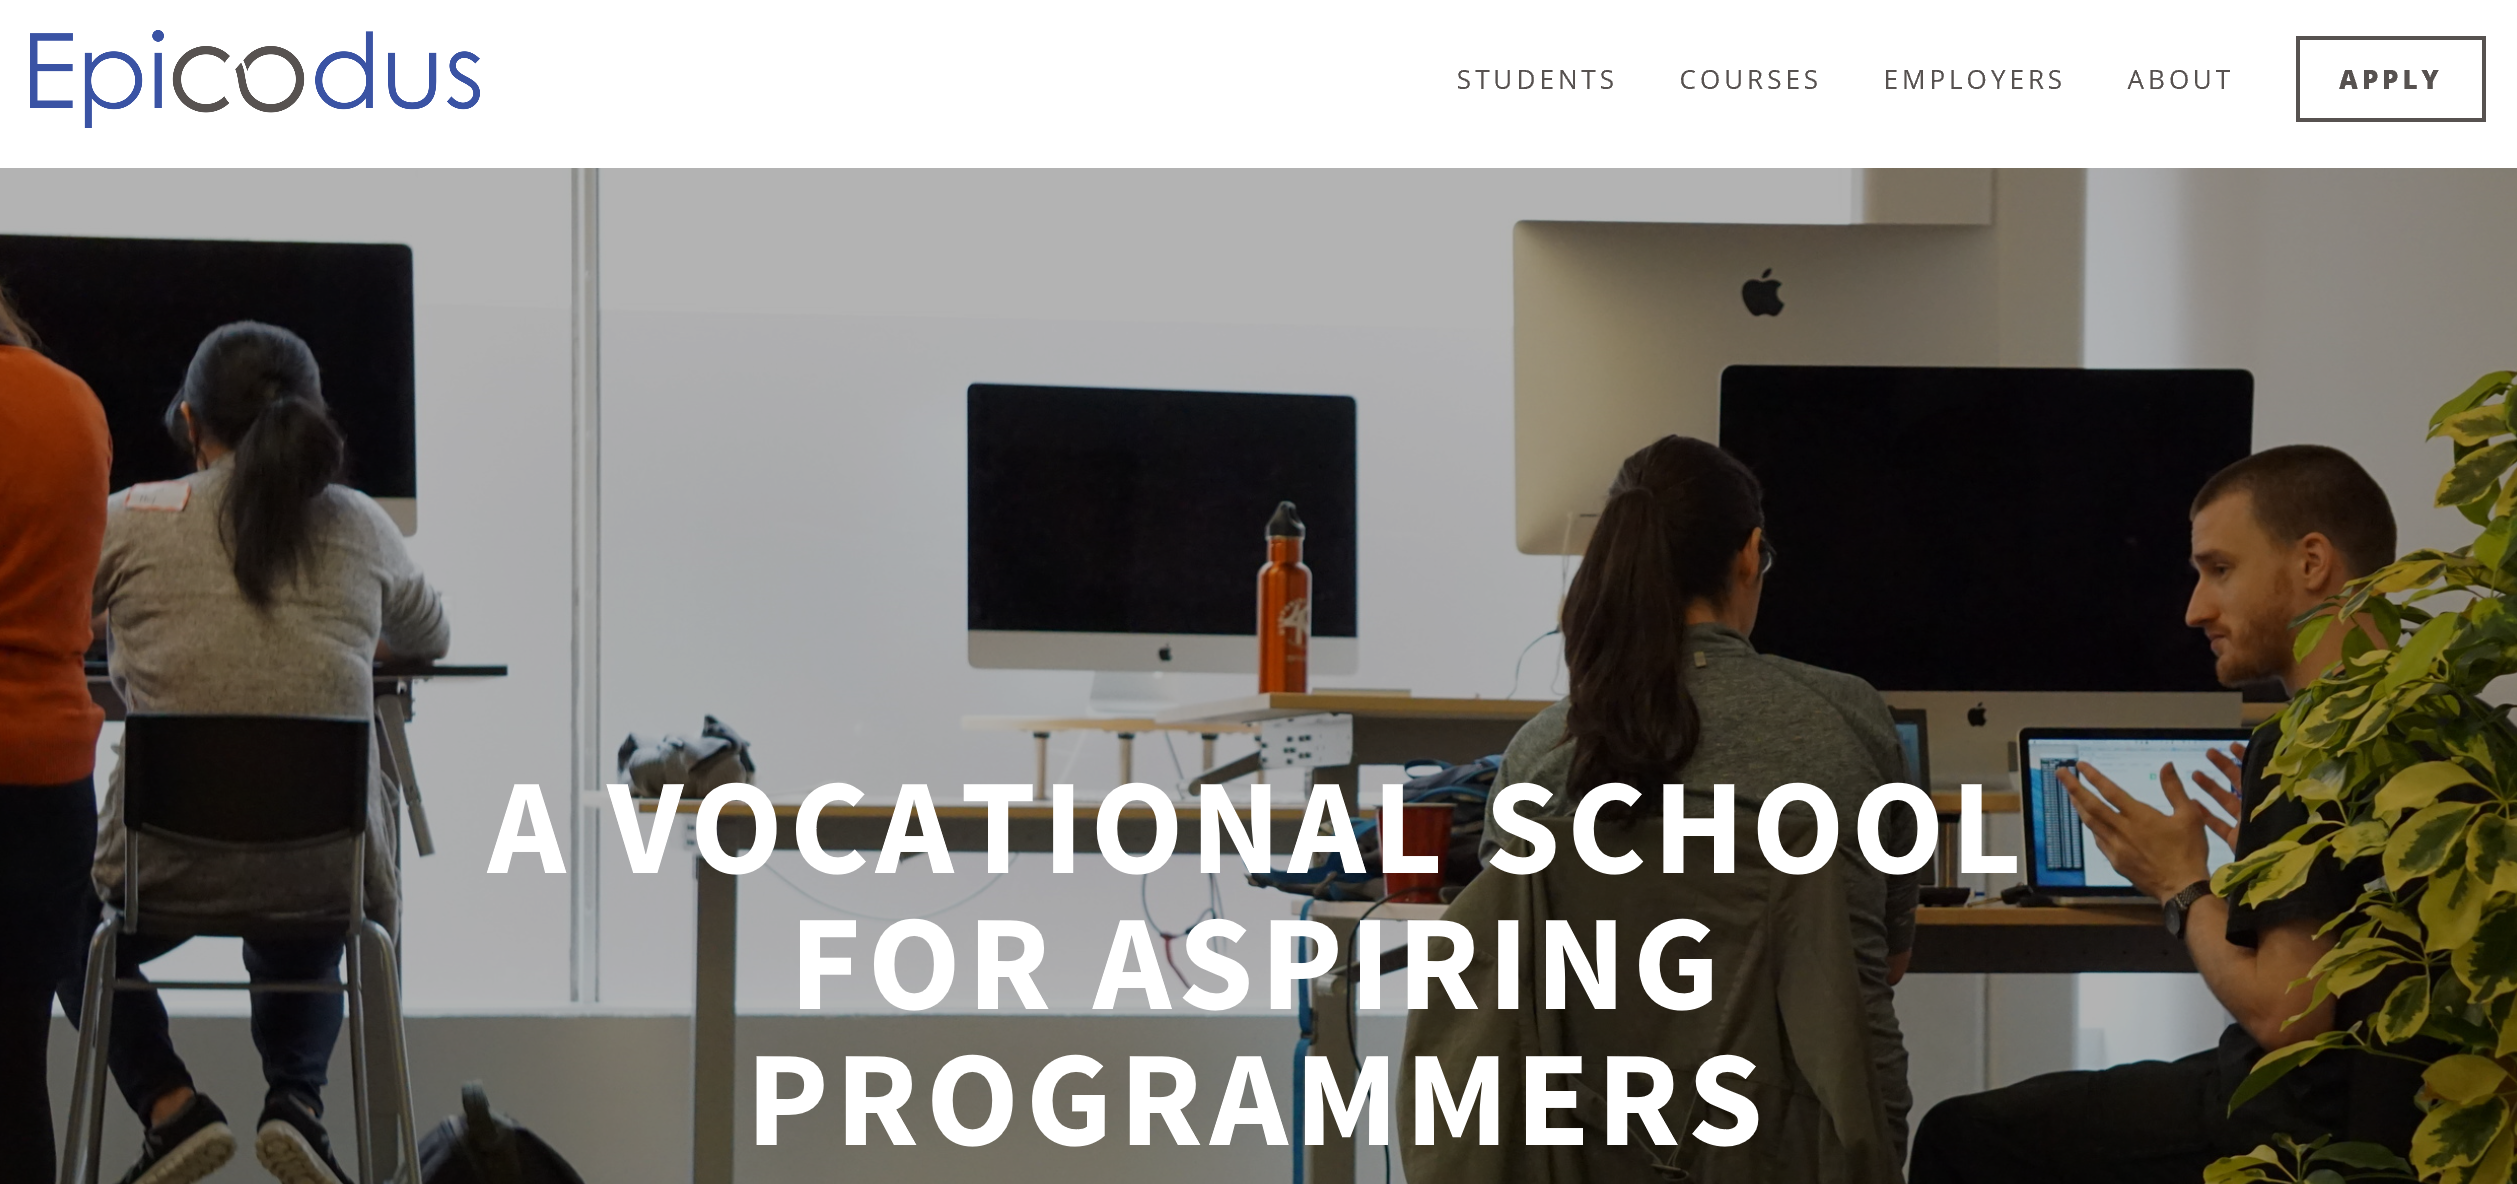 Epicodus
STUDENTS COURSES EMPLOYERS ABOUT APPLY
A VOCATIONAL SCHOOL
FOR ASPIRING
PROGRAMMERS